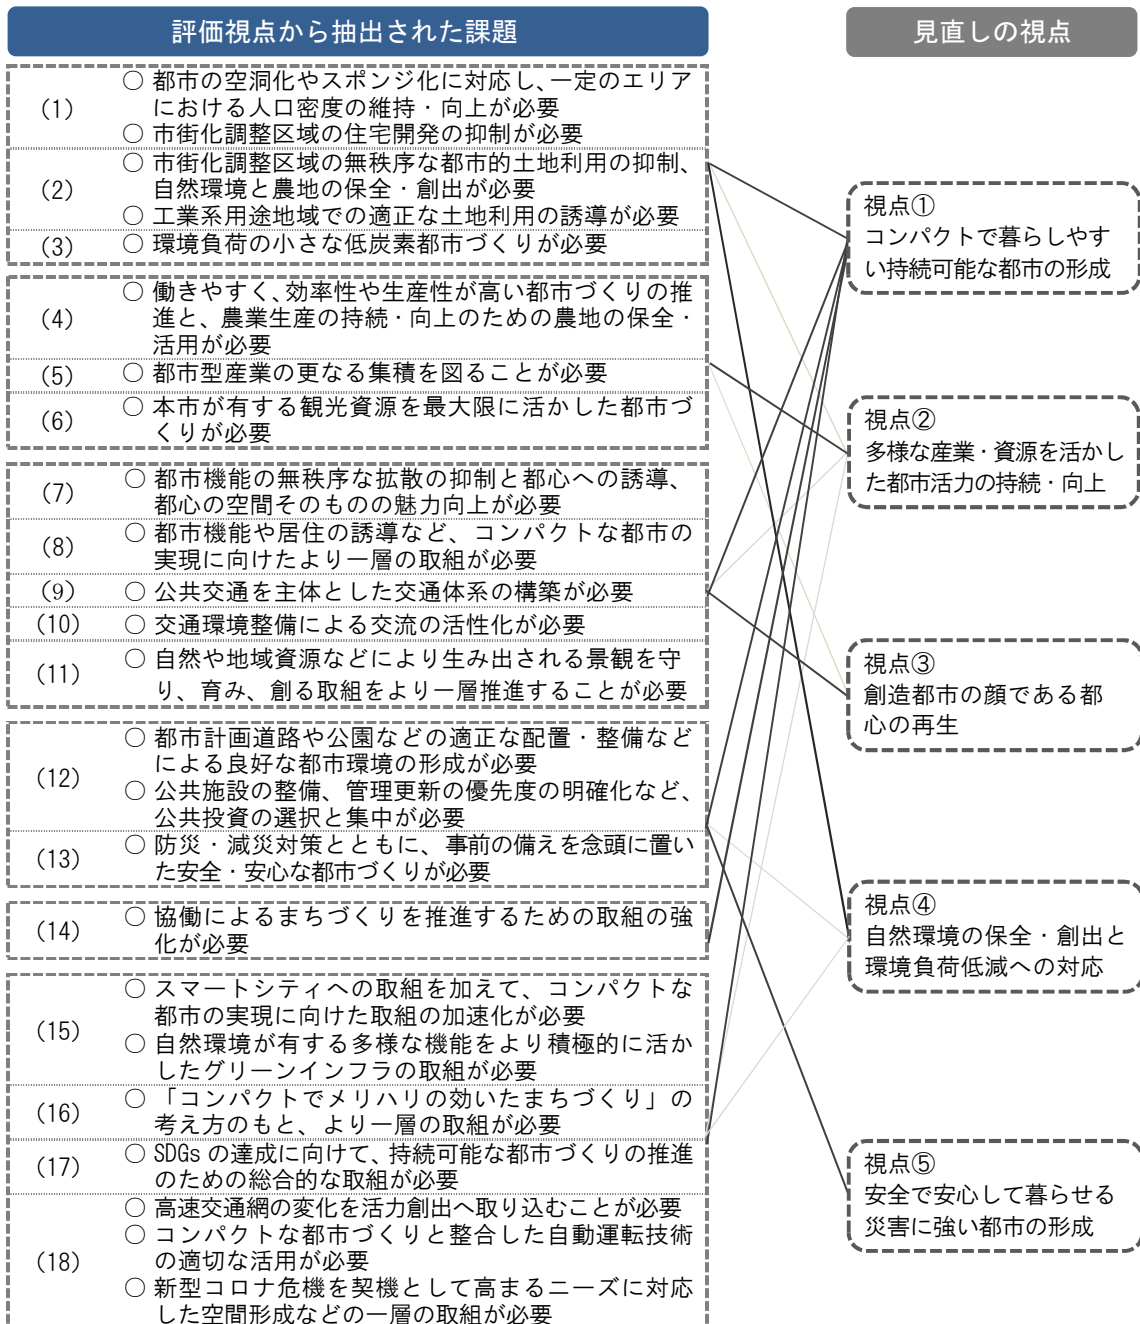 評価視点から抽出された課題
見直しの視点
(1)
○ 都市の空洞化やスポンジ化に対応し、一定のエリア
における人口密度の維持・向上が必要
○ 市街化調整区域の住宅開発の抑制が必要
(2)
○ 市街化調整区域の無秩序な都市的土地利用の抑制、
自然環境と農地の保全・創出が必要
○ 工業系用途地域での適正な土地利用の誘導が必要
(3)
○ 環境負荷の小さな低炭素都市づくりが必要
(4)
○ 働きやすく、効率性や生産性が高い都市づくりの推
進と、農業生産の持続・向上のための農地の保全・
活用が必要
(5)
○ 都市型産業の更なる集積を図ることが必要
(6)
○ 本市が有する観光資源を最大限に活かした都市づ
くりが必要
(7)
○ 都市機能の無秩序な拡散の抑制と都心への誘導、
都心の空間そのものの魅力向上が必要
(8)
○ 都市機能や居住の誘導など、コンパクトな都市の
実現に向けたより一層の取組が必要
(9)
○ 公共交通を主体とした交通体系の構築が必要
(10)
○ 交通環境整備による交流の活性化が必要
(11)
○ 自然や地域資源などにより生み出される景観を守
り、育み、創る取組をより一層推進することが必要
(12)
○ 都市計画道路や公園などの適正な配置・整備など
による良好な都市環境の形成が必要
○ 公共施設の整備、管理更新の優先度の明確化など、
公共投資の選択と集中が必要
(13)
○ 防災・減災対策とともに、事前の備えを念頭に置い
た安全・安心な都市づくりが必要
(14)
○ 協働によるまちづくりを推進するための取組の強
化が必要
(15)
○ スマートシティへの取組を加えて、コンパクトな
都市の実現に向けた取組の加速化が必要
○ 自然環境が有する多様な機能をより積極的に活か
したグリーンインフラの取組が必要
(16)
○ 「コンパクトでメリハリの効いたまちづくり」の
考え方のもと、より一層の取組が必要
(17)
○ SDGs の達成に向けて、持続可能な都市づくりの推進
のための総合的な取組が必要
(18)
○ 高速交通網の変化を活力創出へ取り込むことが必要
○ コンパクトな都市づくりと整合した自動運転技術
の適切な活用が必要
○ 新型コロナ危機を契機として高まるニーズに対応
した空間形成などの一層の取組が必要
視点①
コンパクトで暮らしやす
い持続可能な都市の形成
視点②
多様な産業・資源を活かし
た都市活力の持続・向上
視点③
創造都市の顔である都
心の再生
視点④
自然環境の保全・創出と
環境負荷低減への対応
視点⑤
安全で安心して暮らせる
災害に強い都市の形成